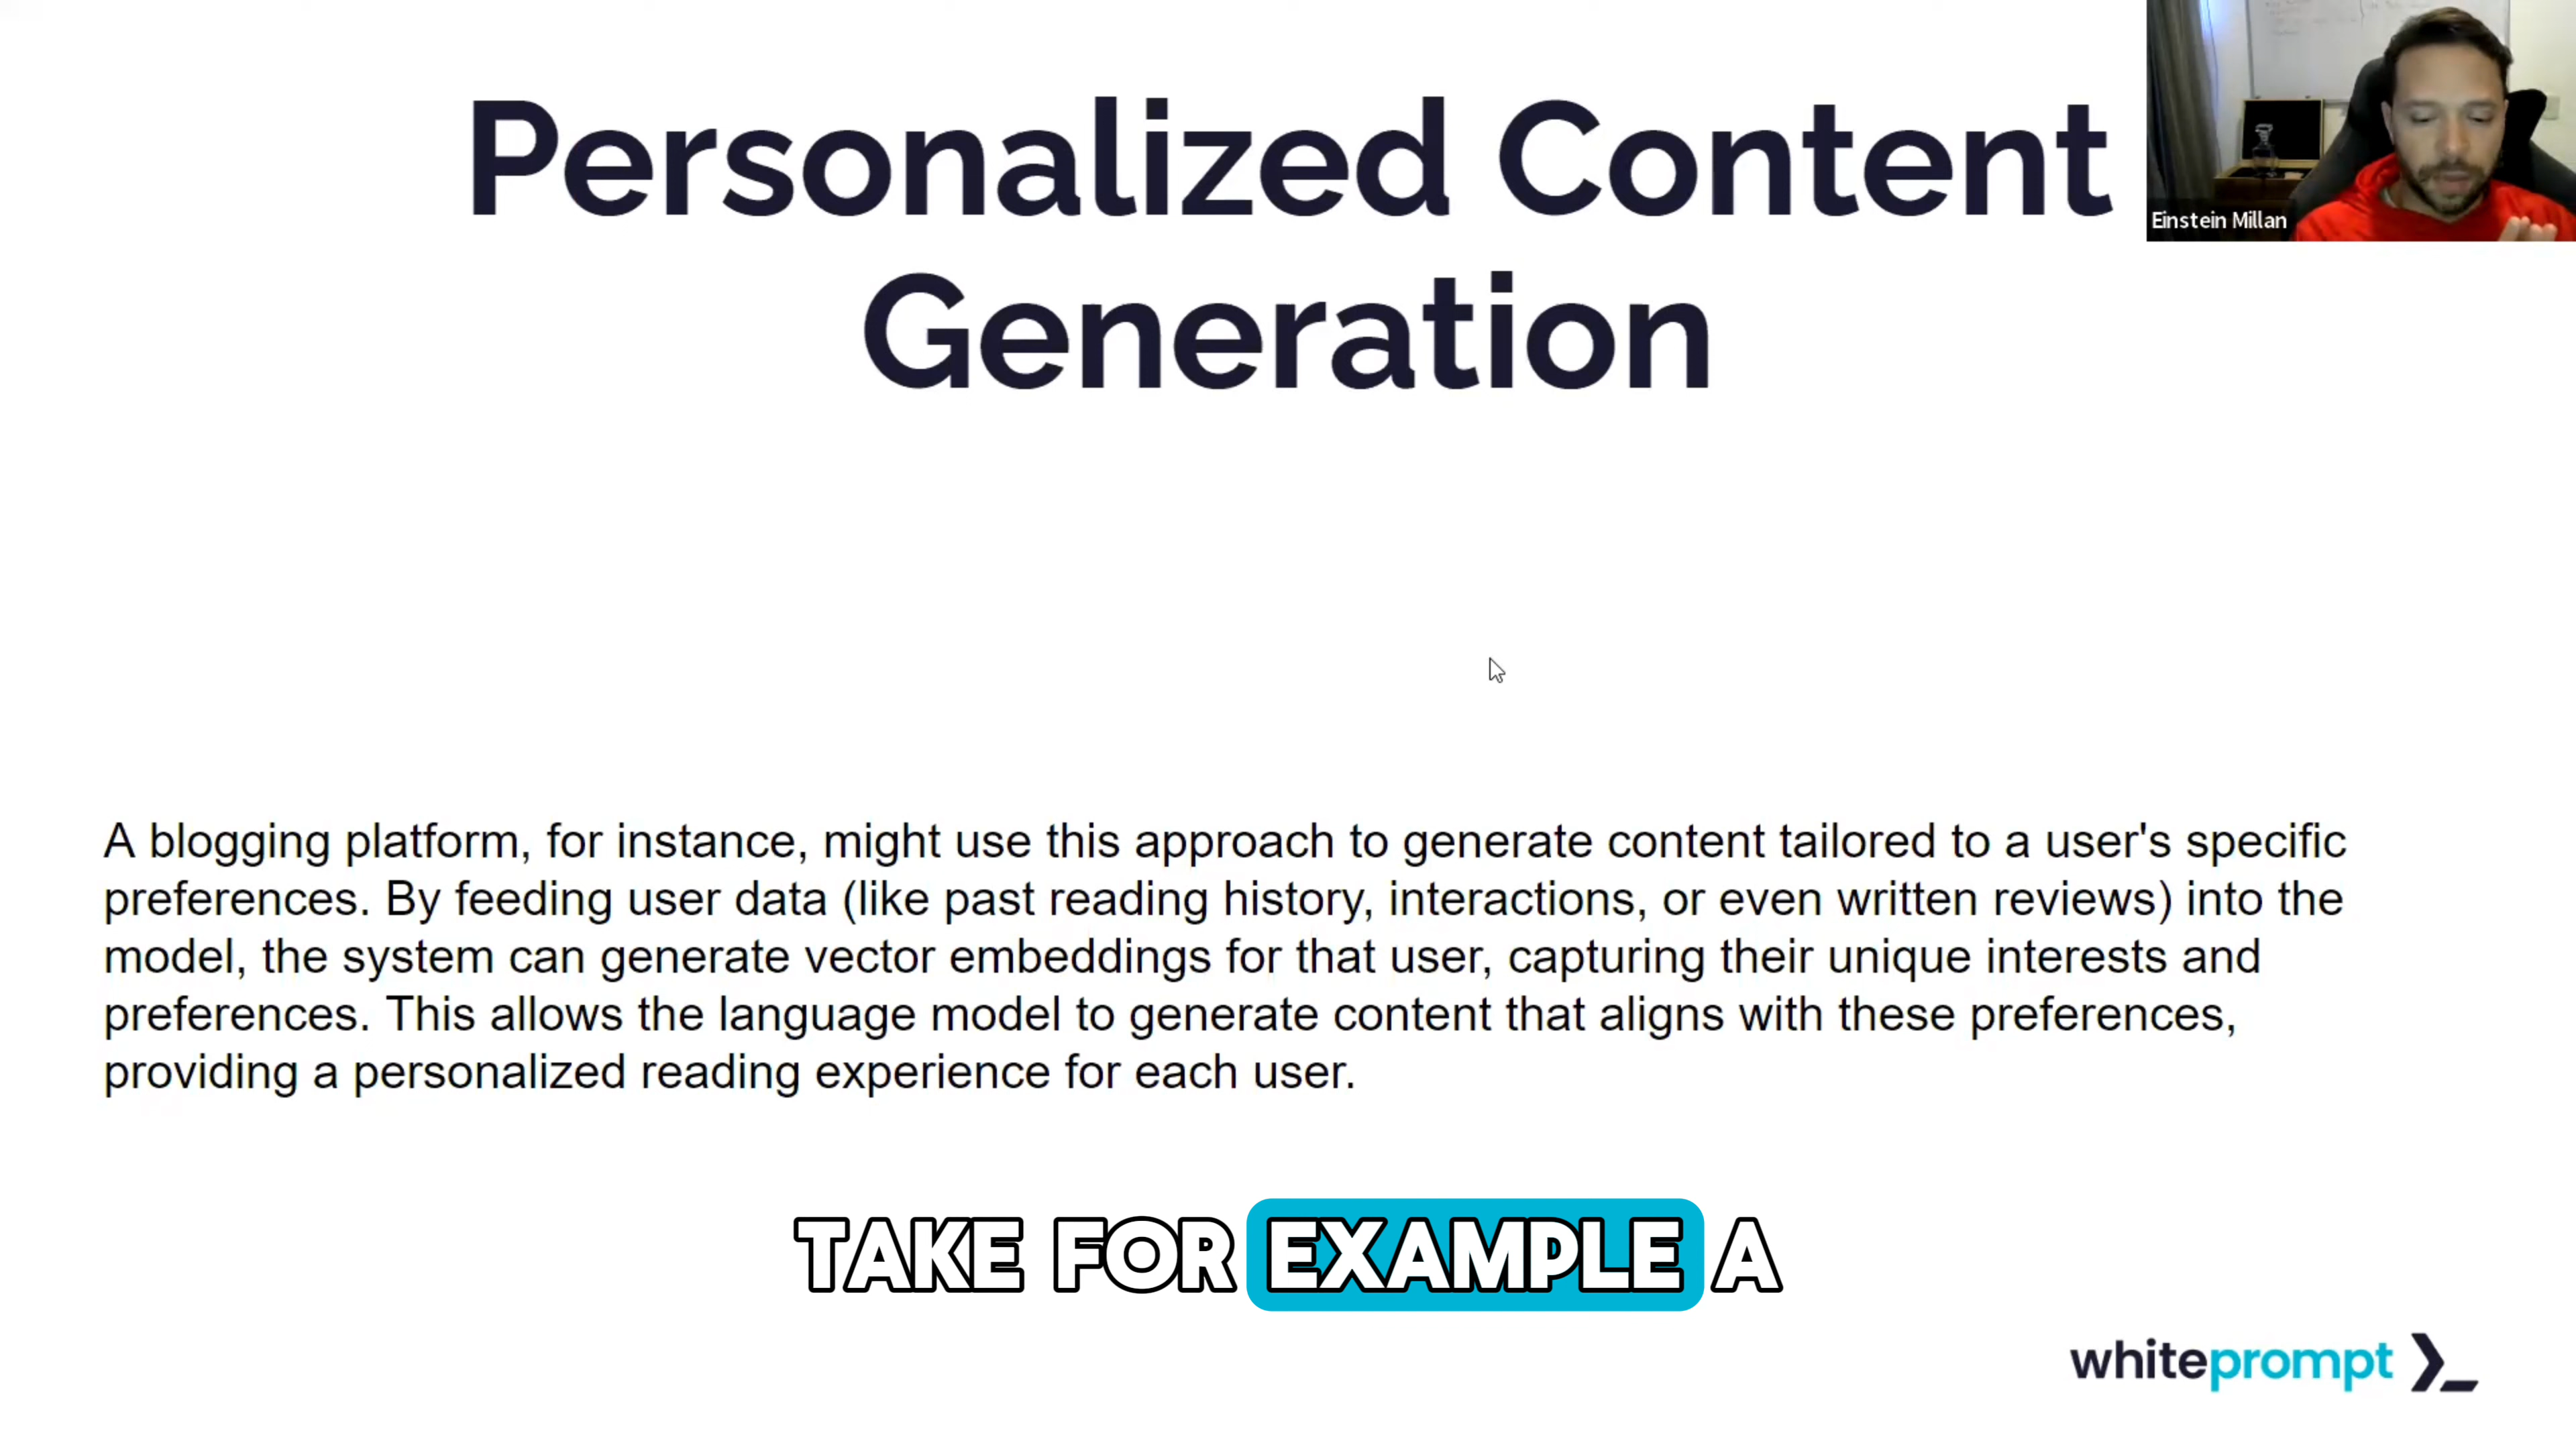 Personalized Content
Generation
Einstein Millan
A blogging platform, for instance, might use this approach to generate content tailored to a user's specific
preferences. By feeding user data (like past reading history, interactions, or even written reviews) into the
model, the system can generate vector embeddings for that user, capturing their unique interests and
preferences. This allows the language model to generate content that aligns with these preferences,
providing a personalized reading experience for each user.
TAKE FOR EXAMPLE A
whiteprompt